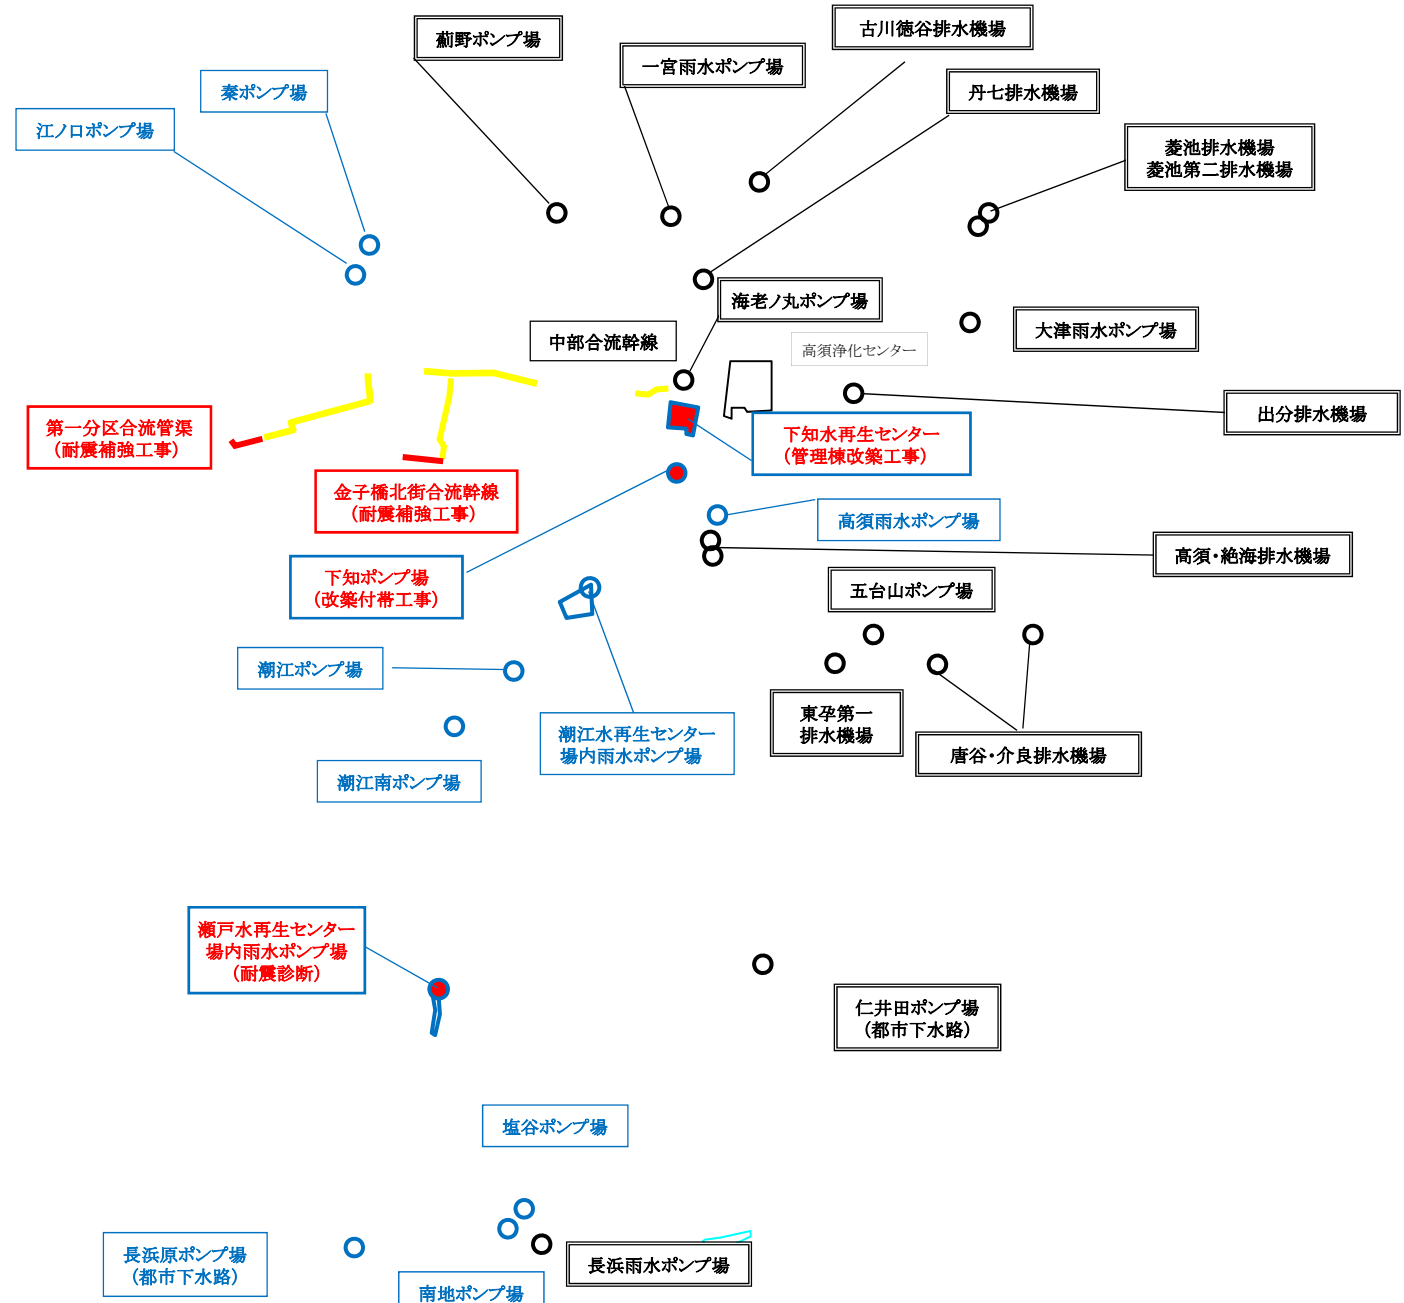 古川徳谷排水機場
薊野ポンプ場
一宮雨水ポンプ場
秦ポンプ場
丹七排水機場
江ノ口ポンプ場
菱池排水機場
菱池第二排水機場
海老ノ丸ポンプ場
大津雨水ポンプ場
中部合流幹線
高須浄化センター
出分排水機場
第一分区合流管渠
(耐震補強工事)
下知水再生センター
(管理棟改築工事)
金子橋北街合流幹線
(耐震補強工事)
高須雨水ポンプ場
高須・絶海排水機場
下知ポンプ場
(改築付帯工事)
五台山ポンプ場
潮江ポンプ場
東孕第一
排水機場
潮江水再生センター
場内雨水ポンプ場
唐谷・介良排水機場
潮江南ポンプ場
瀬戸水再生センター
場内雨水ポンプ場
(耐震診断)
仁井田ポンプ場
(都市下水路)
塩谷ポンプ場
長浜原ポンプ場
(都市下水路)
長浜雨水ポンプ場
南地ポンプ場